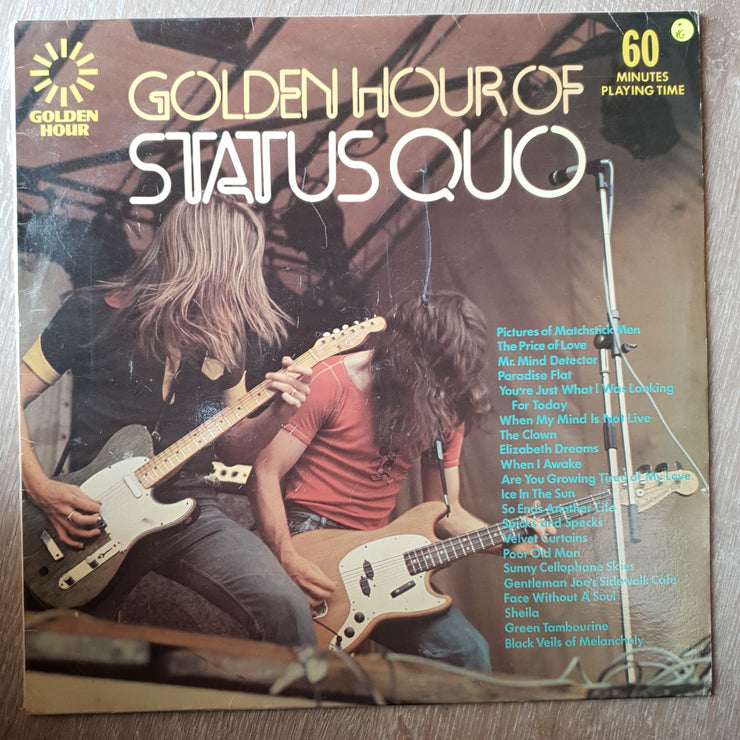 GOLDEN HOUR OF
STATUS QUO
GOLDEN
HOUR
60
MINUTES
PLAYING TIME
VG
Pictures of Matchstick Men
The Price of Love
Mr. Mind Detector
Paradise Flat
You're Just What I Was Looking
For Today
When My Mind Is Not Live
The Clown
Elizabeth Dreams
When I Awake
Are You Growing Tired of My Love
Ice In The Sun
So Ends Another Life
Spicks and Specks
Velvet Curtains
Poor Old Man
Sunny Cellophane Skies
Gentleman Joe's Sidewalk Cafe
Face Without A Soul
Sheila
Green Tambourine
Black Veils of Melancholy